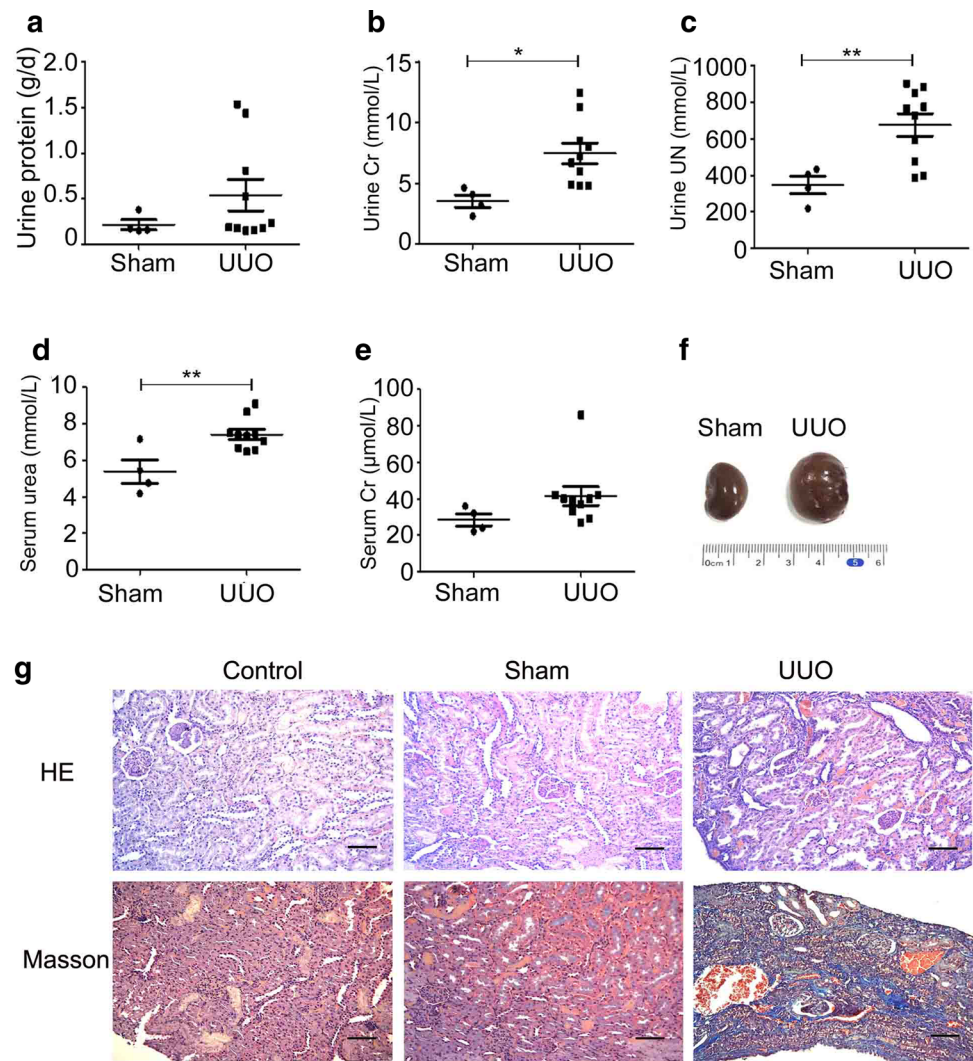 a
Urine protein (g/d)
2.0
1.5
1.0
0.5
0
Sham UUO
b
Urine Cr (mmol/L)
*
15
10
5
0
Sham UUO
c
Urine UN (mmol/L)
**
1000
800
600
400
200
0
Sham UUO
d
Serum urea (mmol/L)
**
10
8
6
4
2
0
Sham UUO
e
Serum Cr (µmol/L)
100
80
60
40
20
0
Sham UUO
f
Sham UUO
0cm 1 2 3 4 5 6
g
Control Sham UUO
HE
Masson